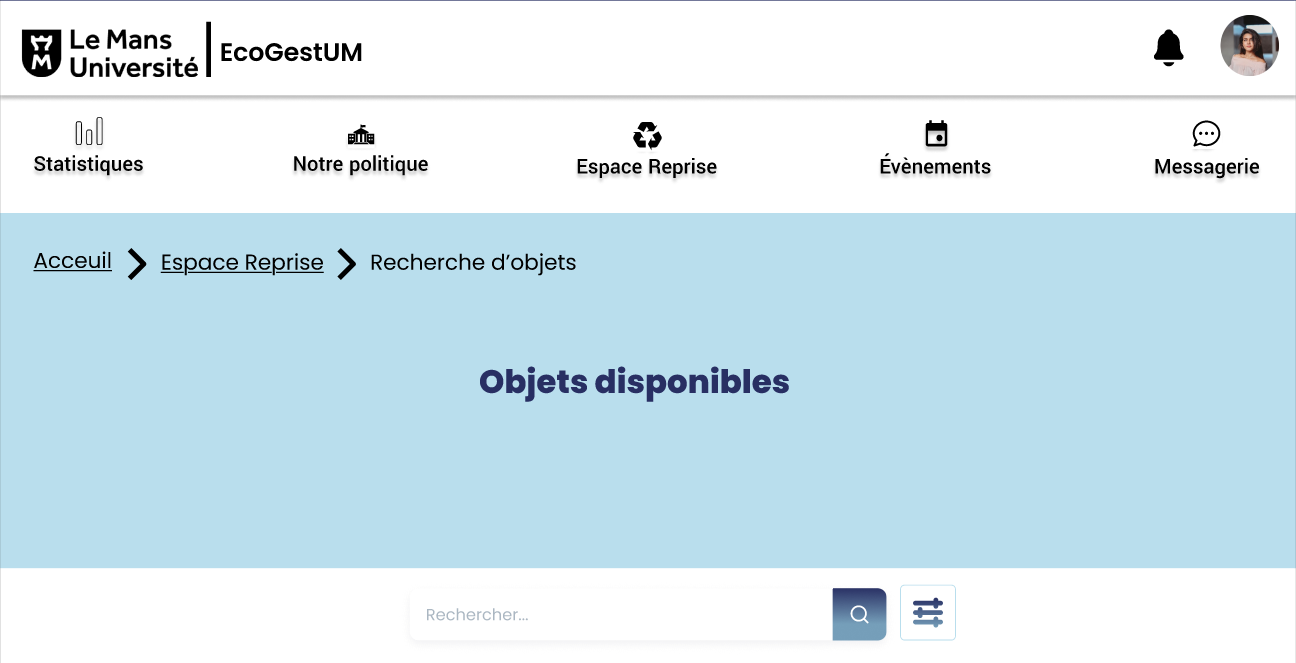 Le Mans
Université
EcoGestUM
Statistiques
Notre politique
Espace Reprise
Évènements
Messagerie
Acceuil
Espace Reprise
Recherche d’objets
Objets disponibles
Rechercher...